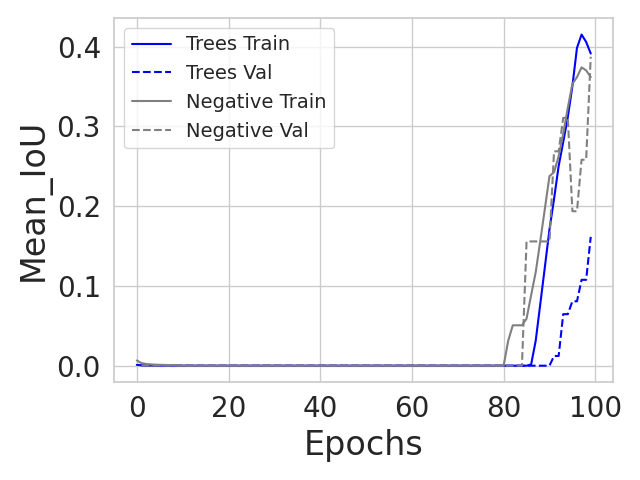 Trees Train
Trees Val
Negative Train
Negative Val
Mean_IoU
0.4
0.3
0.2
0.1
0.0
0 20 40 60 80 100
Epochs